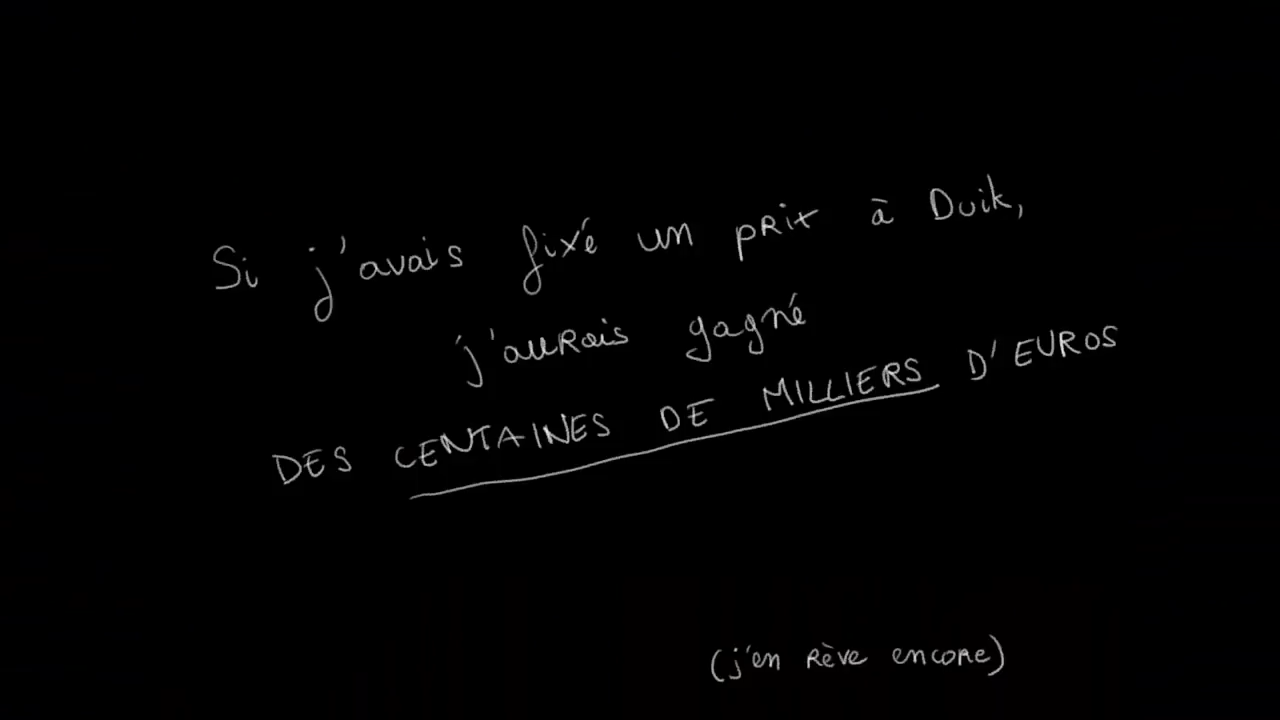 Si j'avais fixé un prix à Duik,
j'aurais gagné
DES CENTAINES DE MILLIERS D'EUROS
(j'en rêve encore)